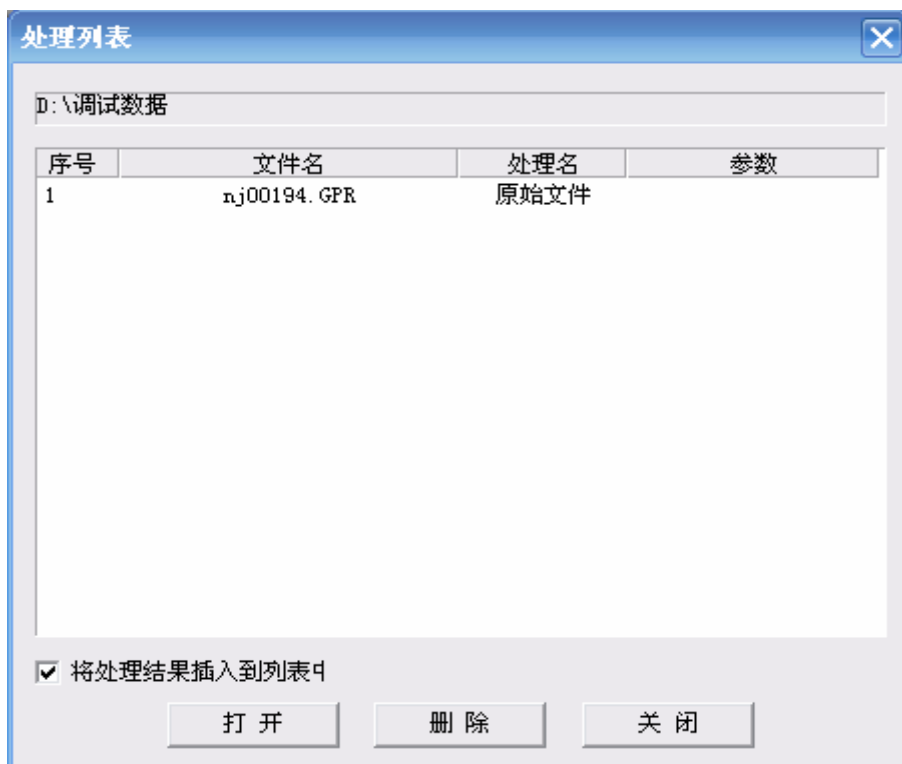 处理列表
D:\调试数据
序号 文件名 处理名 参数
1 nj00194.GPR 原始文件
将处理结果插入到列表中
打 开 删 除 关 闭